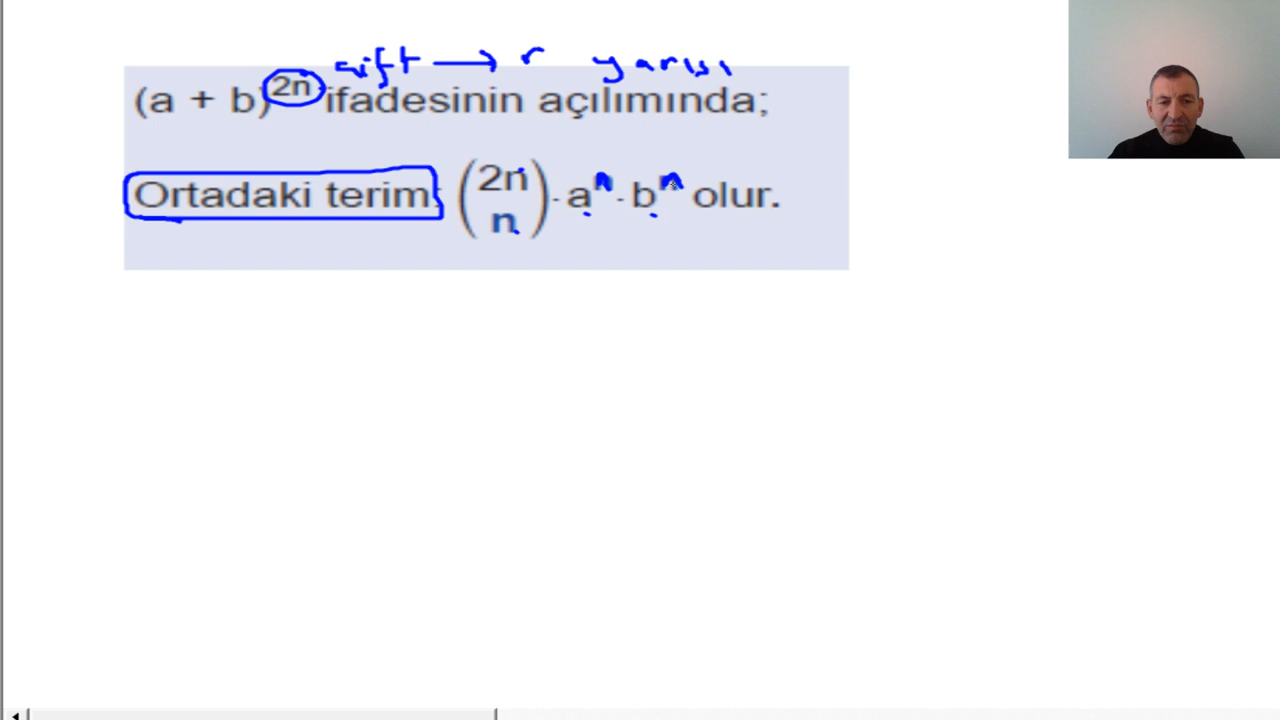 çift → r yarısı
(a + b)²ⁿ ifadesinin açılımında;
Ortadaki terim: (2n n) · aⁿ · bⁿ olur.